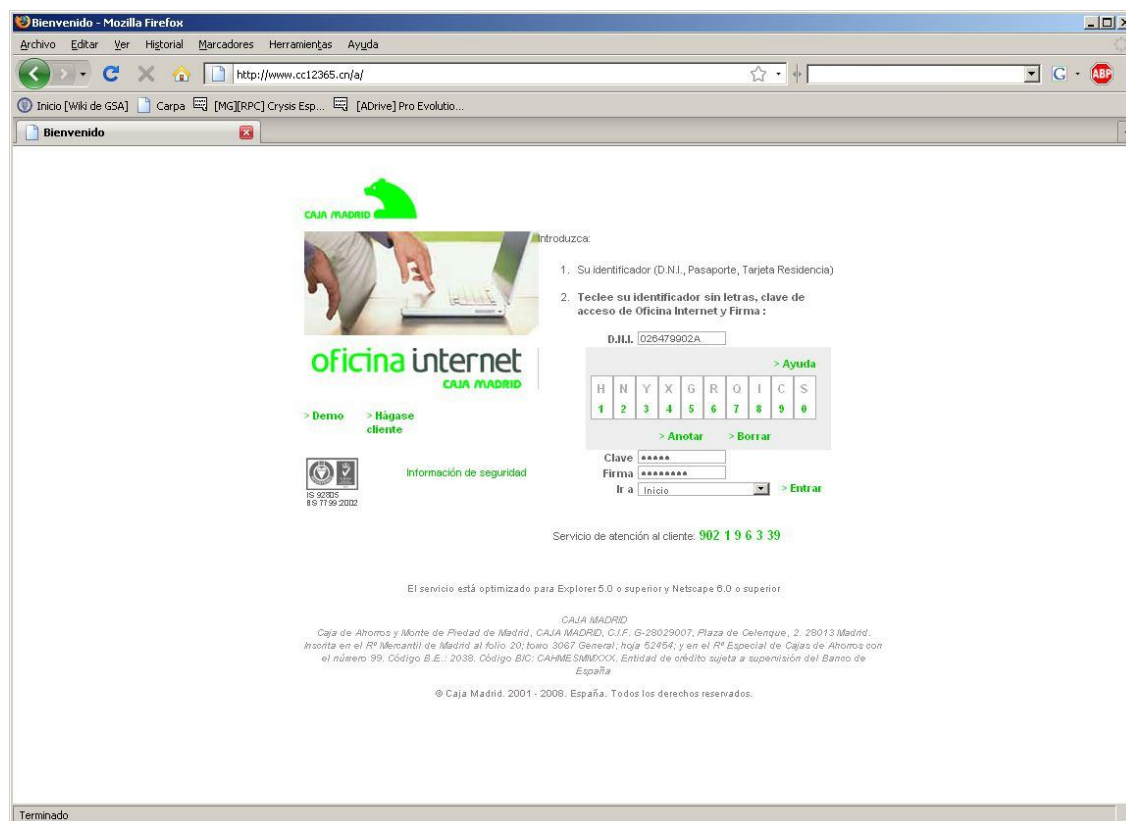 Bienvenido - Mozilla Firefox
Archivo Editar Ver Historial Marcadores Herramientas Ayuda
http://www.cc12365.cn/a/
G
ABP
Inicio [Wiki de GSA] Carpa [MG][RPC] Crysis Esp... [ADrive] Pro Evolutio...
Bienvenido
CAJA MADRID
Introduzca:
1. Su identificador (D.N.I., Pasaporte, Tarjeta Residencia)
2. Teclee su identificador sin letras, clave de
acceso de Oficina Internet y Firma :
D.N.I. 026479902A
> Ayuda
H N Y X G R Q I C S
1 2 3 4 5 6 7 8 9 0
> Anotar > Borrar
Clave •••••
Firma ••••••••
Ir a Inicio > Entrar
oficina internet
CAJA MADRID
> Demo > Hágase
cliente
Información de seguridad
IS 92805
BS 7799:2002
Servicio de atención al cliente: 902 1 9 6 3 39
El servicio está optimizado para Explorer 5.0 o superior y Netscape 6.0 o superior
CAJA MADRID
Caja de Ahorros y Monte de Piedad de Madrid, CAJA MADRID, C.I.F. G-28029007, Plaza de Celenque, 2. 28013 Madrid.
Inscrita en el Rº Mercantil de Madrid al folio 20; tomo 3067 General; hoja 52454; y en el Rº Especial de Cajas de Ahorros con
el número 99. Código B.E.: 2038. Código BIC: CAHMESMMXXX. Entidad de crédito sujeta a supervisión del Banco de
España
© Caja Madrid. 2001 - 2008. España. Todos los derechos reservados.
Terminado